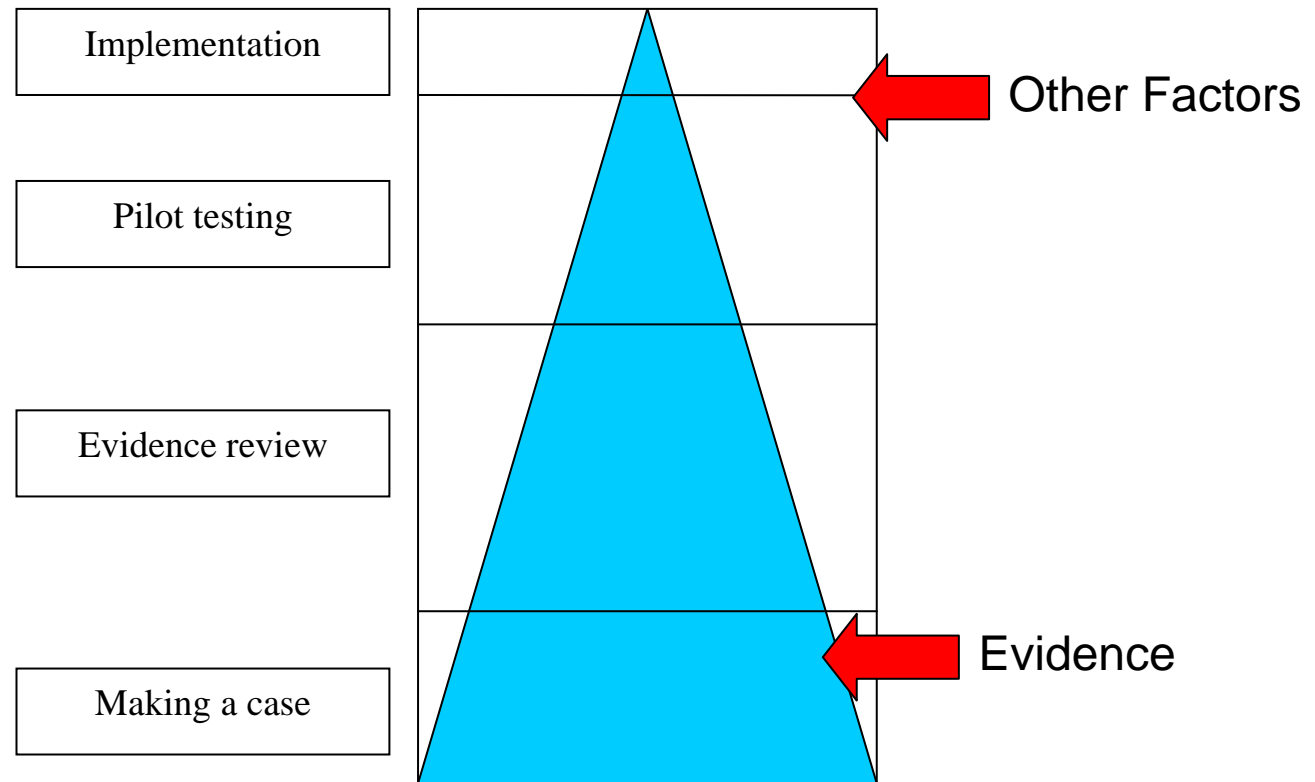 Implementation
Other Factors
Pilot testing
Evidence review
Evidence
Making a case